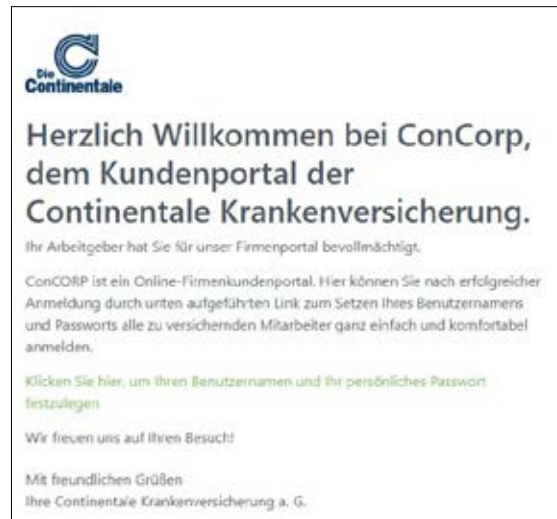 Die
Continentale
Herzlich Willkommen bei ConCorp,
dem Kundenportal der
Continentale Krankenversicherung.
Ihr Arbeitgeber hat Sie für unser Firmenportal bevollmächtigt.
ConCORP ist ein Online-Firmenkundenportal. Hier können Sie nach erfolgreicher
Anmeldung durch unten aufgeführten Link zum Setzen Ihres Benutzernamens
und Passworts alle zu versichernden Mitarbeiter ganz einfach und komfortabel
anmelden.
Klicken Sie hier, um Ihren Benutzernamen und Ihr persönliches Passwort
festzulegen
Wir freuen uns auf Ihren Besuch!
Mit freundlichen Grüßen
Ihre Continentale Krankenversicherung a. G.